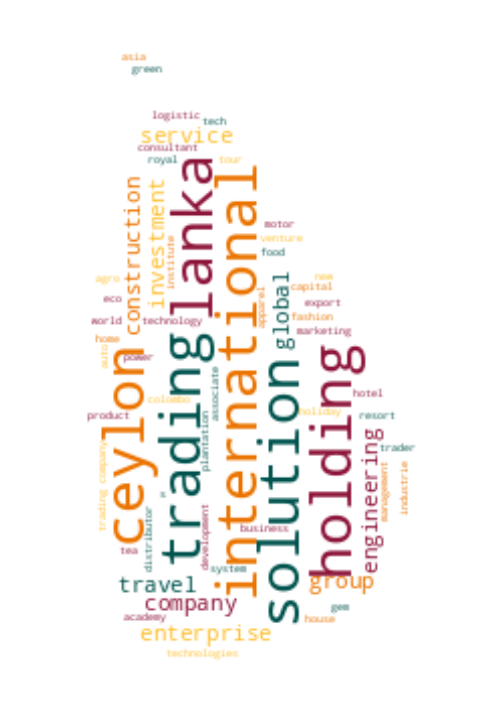 asia
green
logistic
tech
service
consultant
royal
tour
lanka
international
construction
investment
institute
motor
venture
food
global
agro
new
capital
eco
export
apparel
world
technology
fashion
marketing
home
auto
power
trading
ceylon
solution
holding
associate
hotel
colombo
product
plantation
holiday
resort
trading company
engineering
trader
management
industrie
distributor
development
business
tea
system
travel
group
company
gem
academy
house
enterprise
technologies